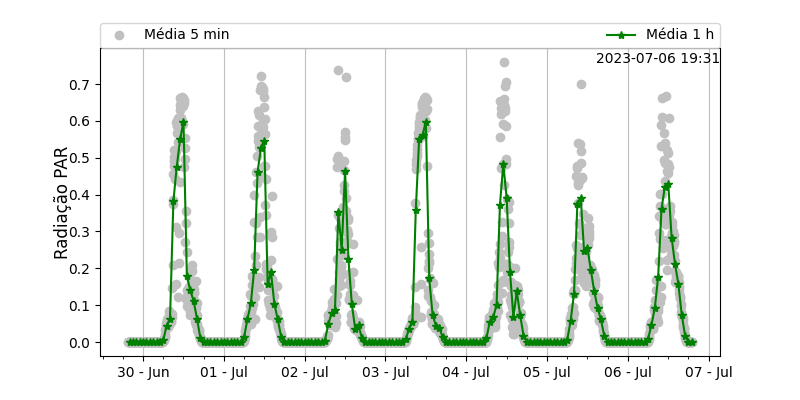 Média 5 min
Média 1 h
2023-07-06 19:31
Radiação PAR
0.7
0.6
0.5
0.4
0.3
0.2
0.1
0.0
30 - Jun
01 - Jul
02 - Jul
03 - Jul
04 - Jul
05 - Jul
06 - Jul
07 - Jul